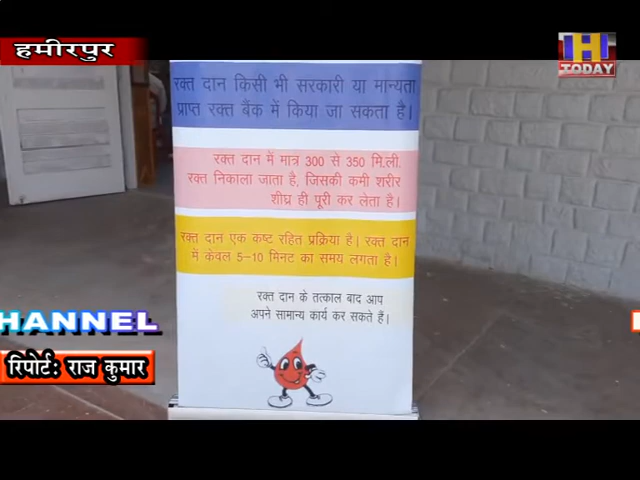 हमीरपुर
IH
TODAY
रक्त दान किसी भी सरकारी या मान्यता
प्राप्त रक्त बैंक में किया जा सकता है।
रक्त दान में मात्र 300 से 350 मि.ली.
रक्त निकाला जाता है, जिसकी कमी शरीर
शीघ्र ही पूरी कर लेता है।
रक्त दान एक कष्ट रहित प्रक्रिया है। रक्त दान
में केवल 5-10 मिनट का समय लगता है।
रक्त दान के तत्काल बाद आप
अपने सामान्य कार्य कर सकते हैं।
HANNEL
रिपोर्टः राज कुमार